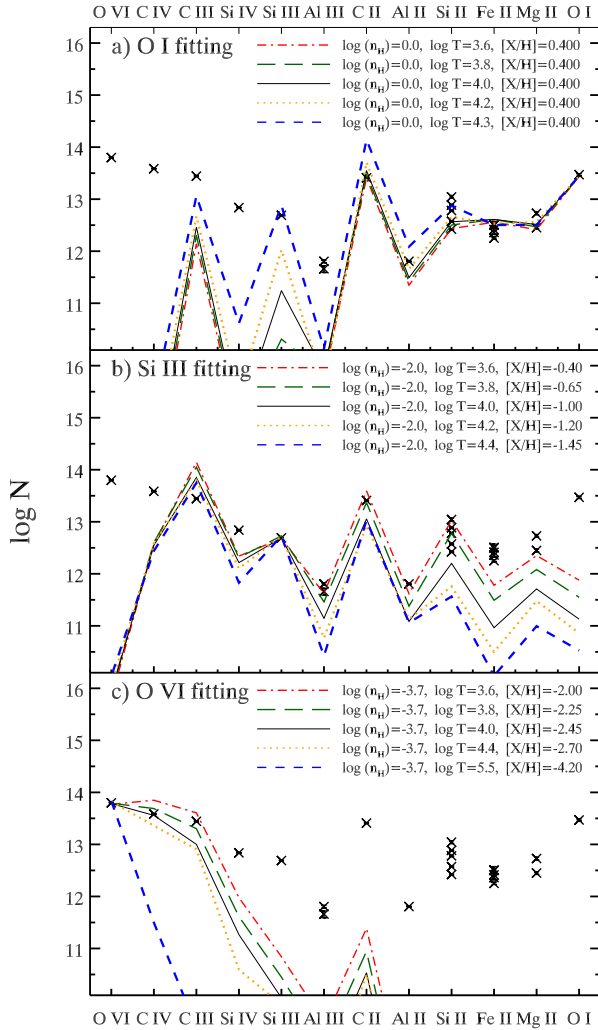 O VI C IV C III Si IV Si III Al III C II Al II Si II Fe II Mg II O I
a) O I fitting
log (nH)=0.0, log T=3.6, [X/H]=0.400
log (nH)=0.0, log T=3.8, [X/H]=0.400
log (nH)=0.0, log T=4.0, [X/H]=0.400
log (nH)=0.0, log T=4.2, [X/H]=0.400
log (nH)=0.0, log T=4.3, [X/H]=0.400
16
15
14
13
12
11
b) Si III fitting
log (nH)=-2.0, log T=3.6, [X/H]=-0.40
log (nH)=-2.0, log T=3.8, [X/H]=-0.65
log (nH)=-2.0, log T=4.0, [X/H]=-1.00
log (nH)=-2.0, log T=4.2, [X/H]=-1.20
log (nH)=-2.0, log T=4.4, [X/H]=-1.45
16
15
14
13
12
11
log N
c) O VI fitting
log (nH)=-3.7, log T=3.6, [X/H]=-2.00
log (nH)=-3.7, log T=3.8, [X/H]=-2.25
log (nH)=-3.7, log T=4.0, [X/H]=-2.45
log (nH)=-3.7, log T=4.4, [X/H]=-2.70
log (nH)=-3.7, log T=5.5, [X/H]=-4.20
16
15
14
13
12
11
O VI C IV C III Si IV Si III Al III C II Al II Si II Fe II Mg II O I